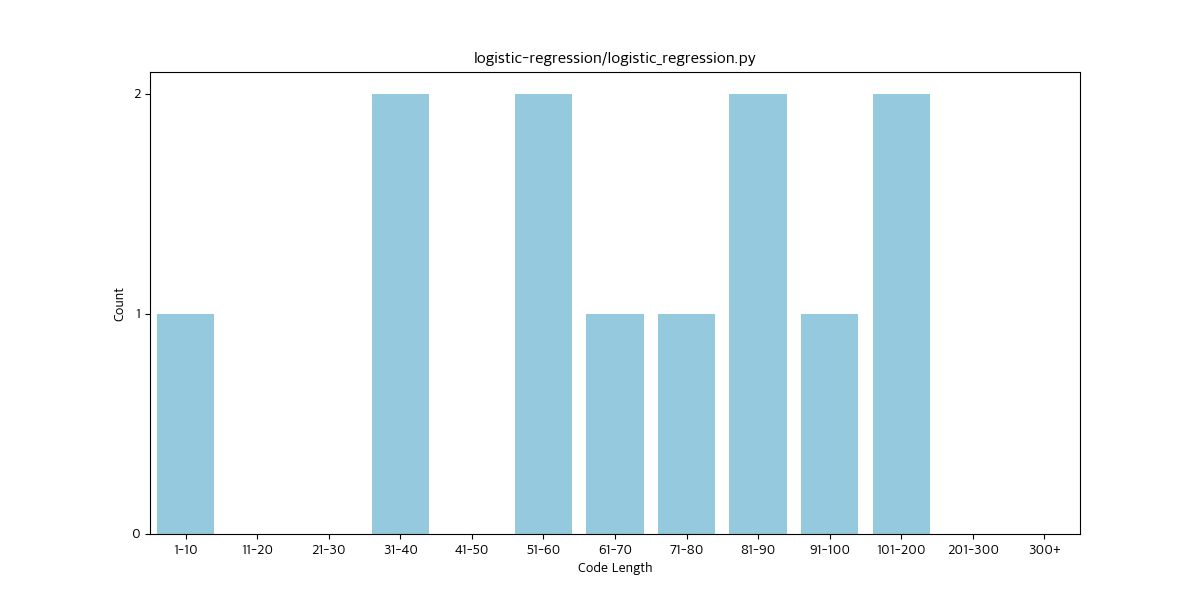 logistic-regression/logistic_regression.py
Count
2
1
0
1-10 11-20 21-30 31-40 41-50 51-60 61-70 71-80 81-90 91-100 101-200 201-300 300+
Code Length